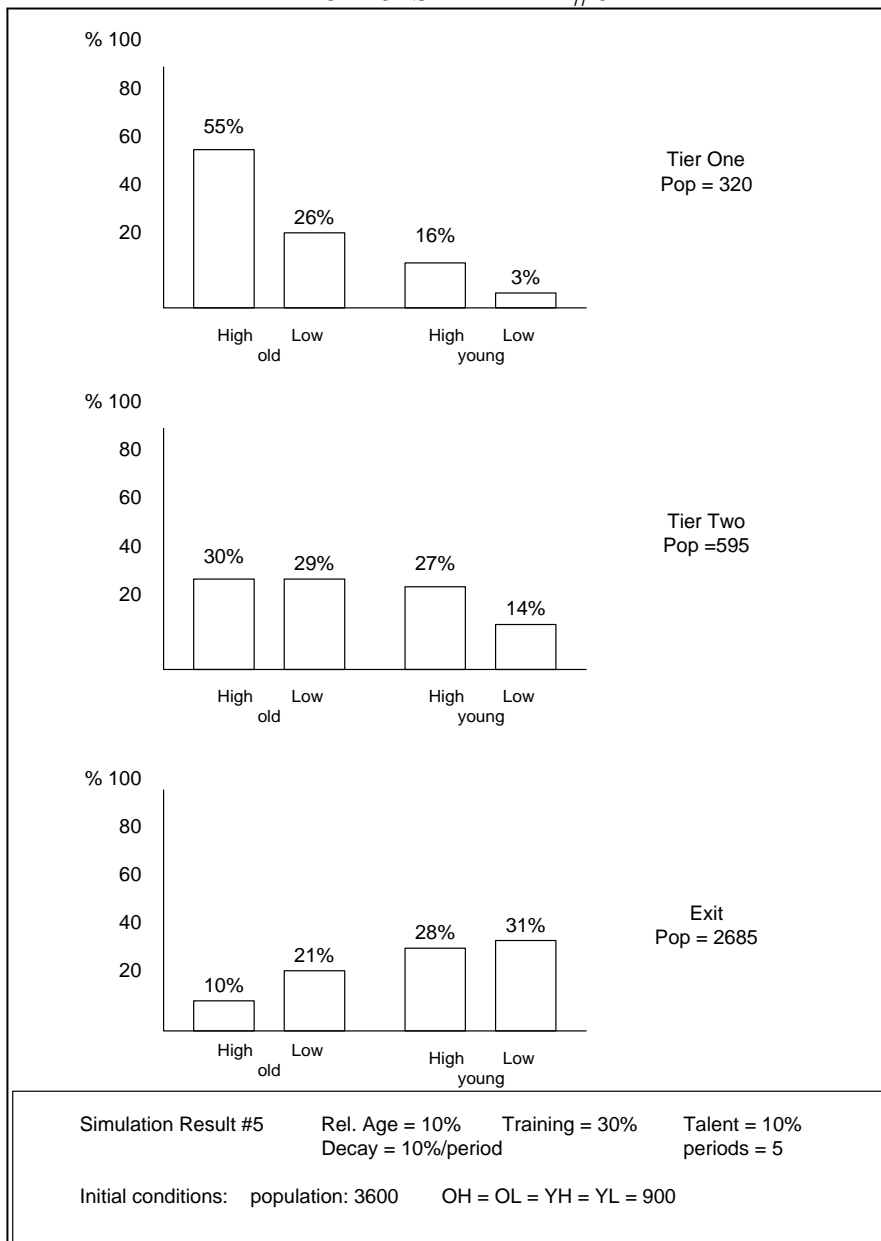 % 100
80
60
40
20
55%
26%
16%
3%
Tier One
Pop = 320
High Low High Low
old young
% 100
80
60
40
20
30%
29%
27%
14%
Tier Two
Pop =595
High Low High Low
old young
% 100
80
60
40
20
10%
21%
28%
31%
Exit
Pop = 2685
High Low High Low
old young
Simulation Result #5 Rel. Age = 10% Training = 30% Talent = 10%
Decay = 10%/period periods = 5
Initial conditions: population: 3600 OH = OL = YH = YL = 900